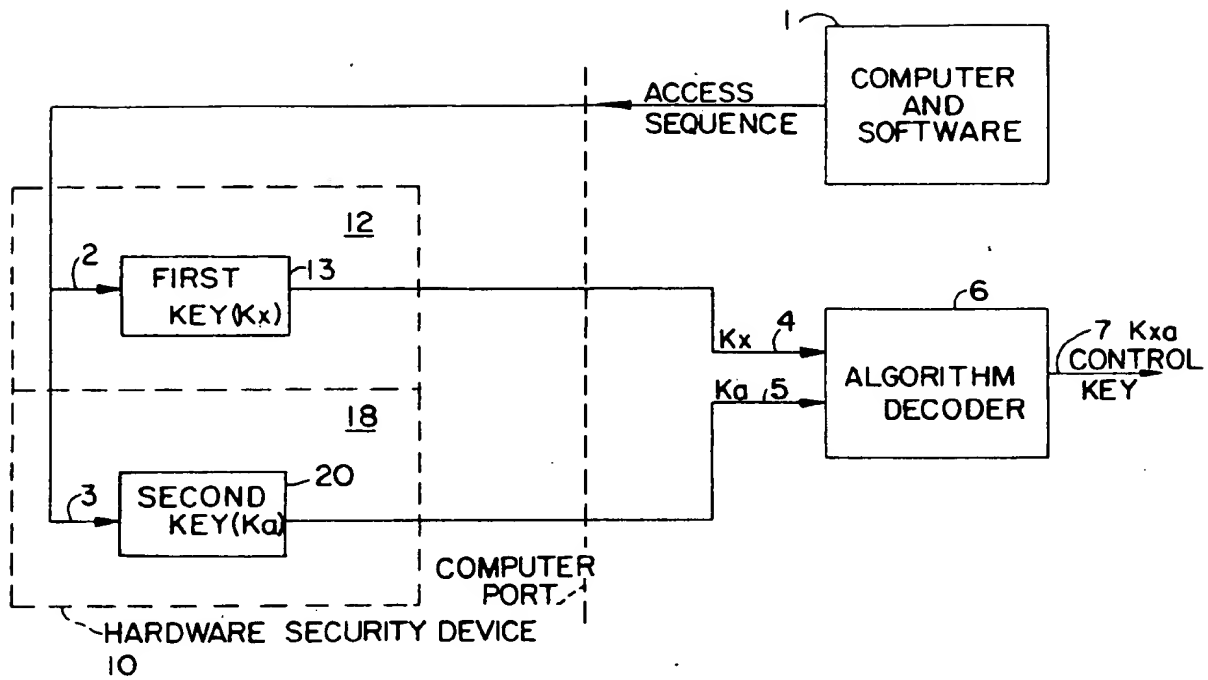 1
COMPUTER
AND
SOFTWARE
ACCESS
SEQUENCE
12
2
FIRST
KEY(Kx)
13
6
Kx 4
7 Kxa
CONTROL
KEY
ALGORITHM
DECODER
Ka 5
18
3
SECOND
KEY(Ka)
20
COMPUTER
PORT
HARDWARE SECURITY DEVICE
10